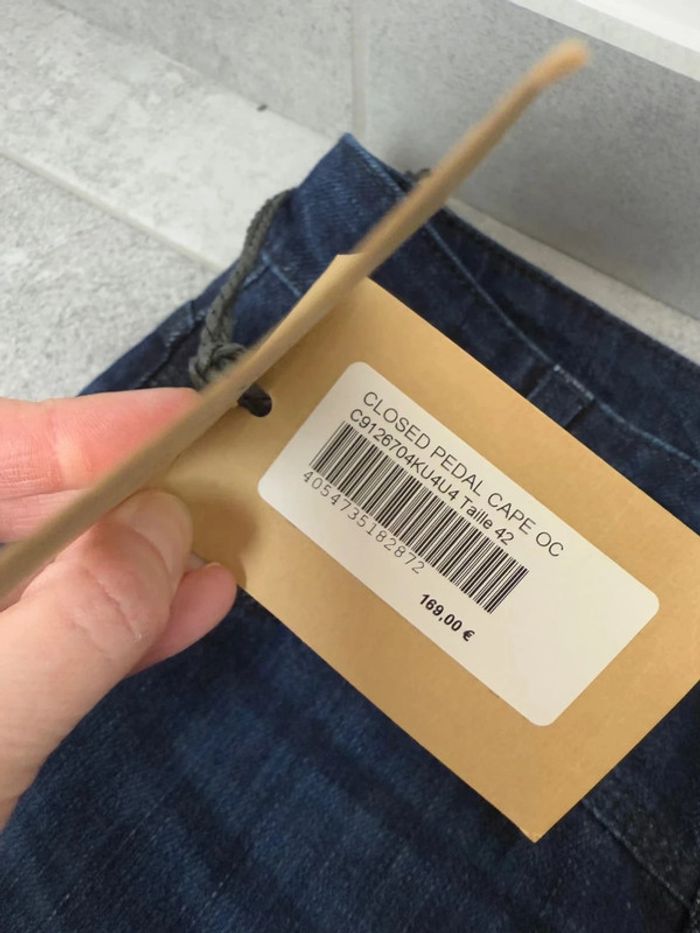 CLOSED PEDAL CAPE OC
C9126704KU4U4 Taille 42
4054735182872
169,00 €